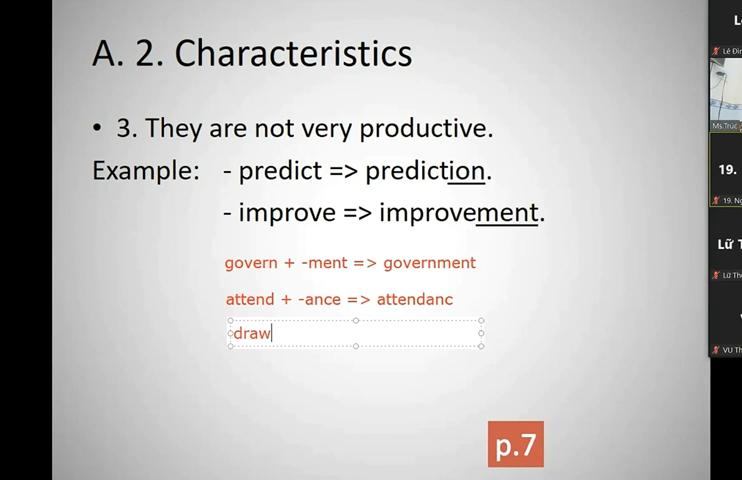 A. 2. Characteristics
• 3. They are not very productive.
Example: - predict => prediction.
- improve => improvement.
govern + -ment => government
attend + -ance => attendanc
draw
p.7
Lê
Ms.Trúc
19.
19.
Lữ T
Lữ Th
VU Th